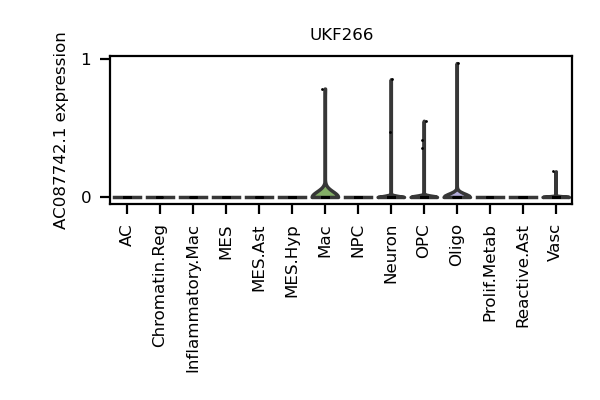 UKF266
AC087742.1 expression
1
0
AC
Chromatin.Reg
Inflammatory.Mac
MES
MES.Ast
MES.Hyp
Mac
NPC
Neuron
OPC
Oligo
Prolif.Metab
Reactive.Ast
Vasc